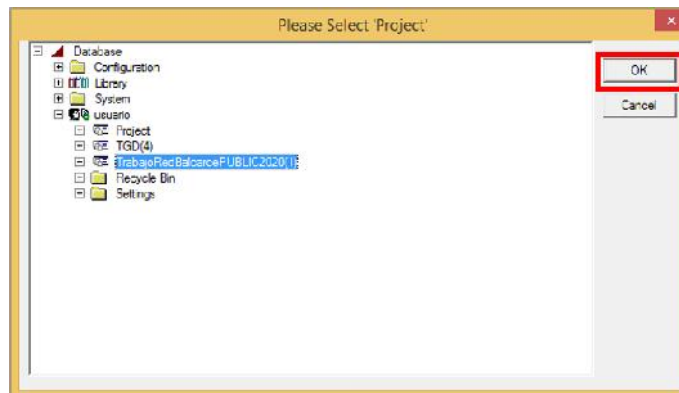 Please Select 'Project'
Database
Configuration
Library
System
usuario
Project
TGD(4)
TrabajoRedBalcarcePUBLIC2020(1)
Recycle Bin
Settings
OK
Cancel